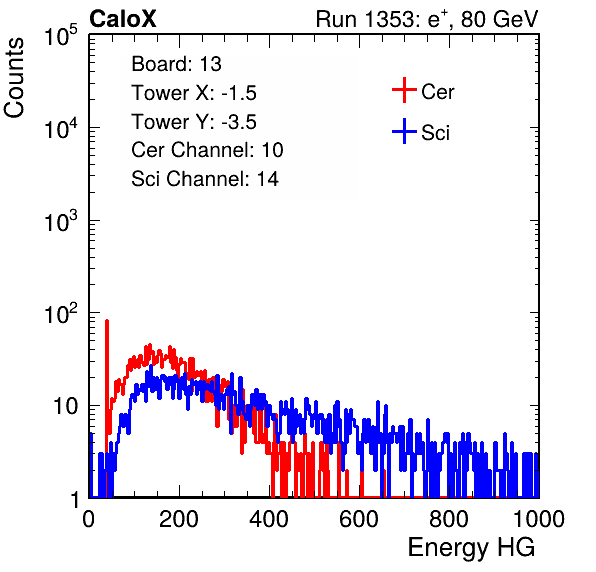 CaloX
Run 1353: e⁺, 80 GeV
Counts
10⁵
10⁴
10³
10²
10
1
Board: 13
Tower X: -1.5
Tower Y: -3.5
Cer Channel: 10
Sci Channel: 14
Cer
Sci
0 200 400 600 800 1000
Energy HG